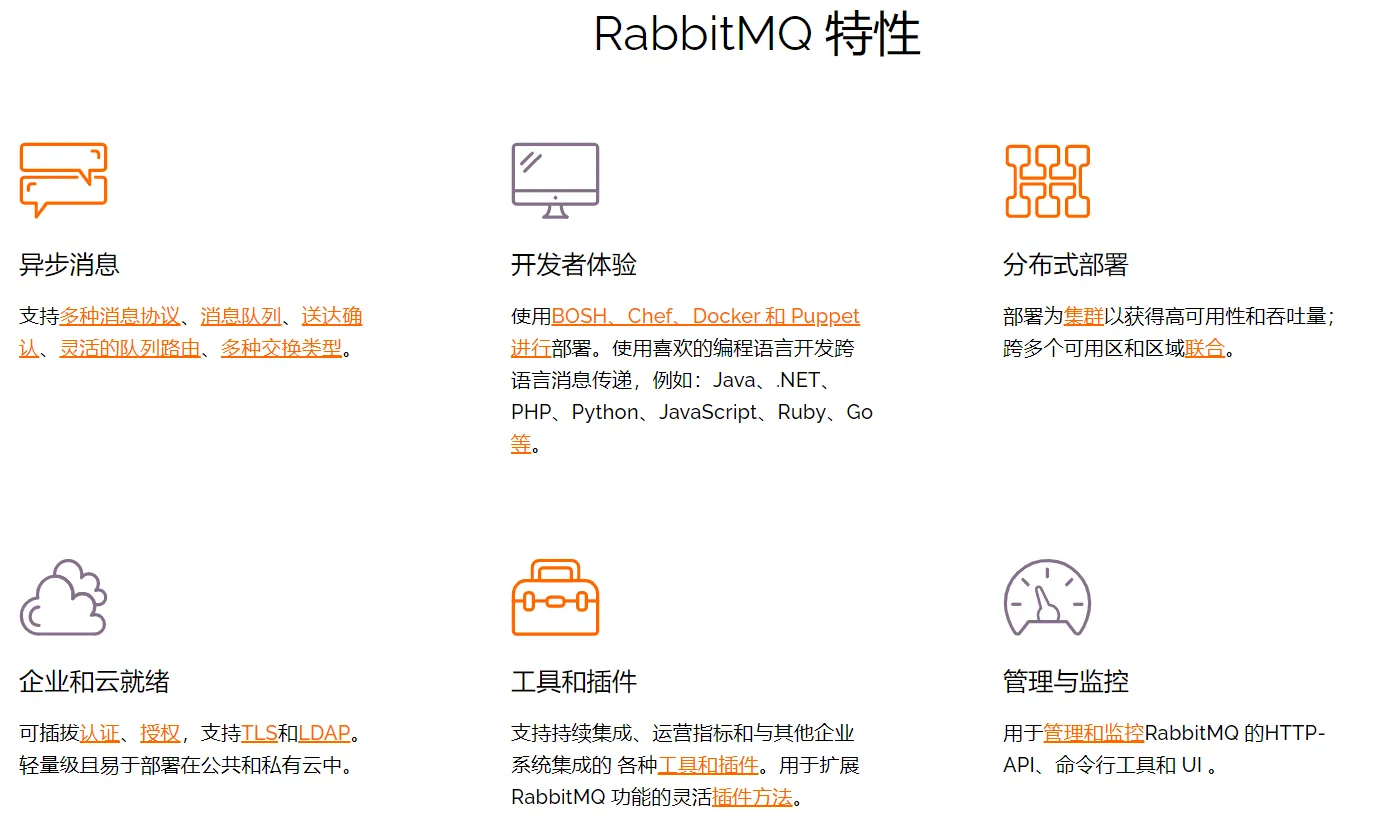 RabbitMQ 特性
异步消息
支持多种消息协议、消息队列、送达确
认、灵活的队列路由、多种交换类型。
开发者体验
使用BOSH、Chef、Docker 和 Puppet
进行部署。使用喜欢的编程语言开发跨
语言消息传递，例如：Java、.NET、
PHP、Python、JavaScript、Ruby、Go
等。
分布式部署
部署为集群以获得高可用性和吞吐量；
跨多个可用区和区域联合。
企业和云就绪
可插拔认证、授权，支持TLS和LDAP。
轻量级且易于部署在公共和私有云中。
工具和插件
支持持续集成、运营指标和与其他企业
系统集成的 各种工具和插件。用于扩展
RabbitMQ 功能的灵活插件方法。
管理与监控
用于管理和监控RabbitMQ 的HTTP-
API、命令行工具和 UI 。